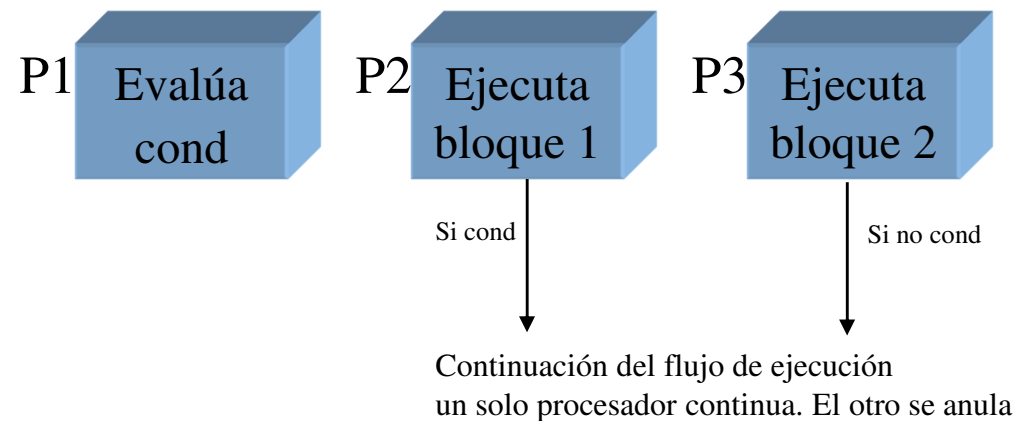 P1
Evalúa
cond
P2
Ejecuta
bloque 1
P3
Ejecuta
bloque 2
Si cond
Si no cond
Continuación del flujo de ejecución
un solo procesador continua. El otro se anula